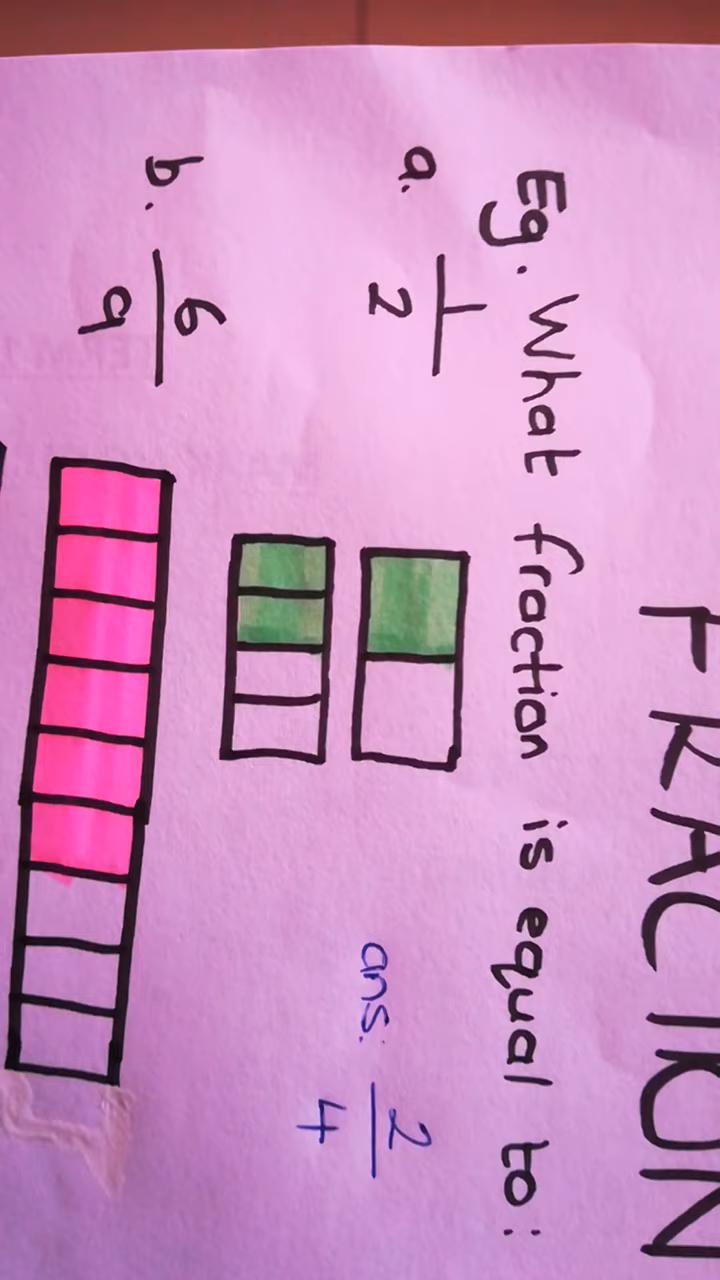 FRACTION
Eg. What fraction is equal to:
a. 1/2
ans: 2/4
b. 6/9